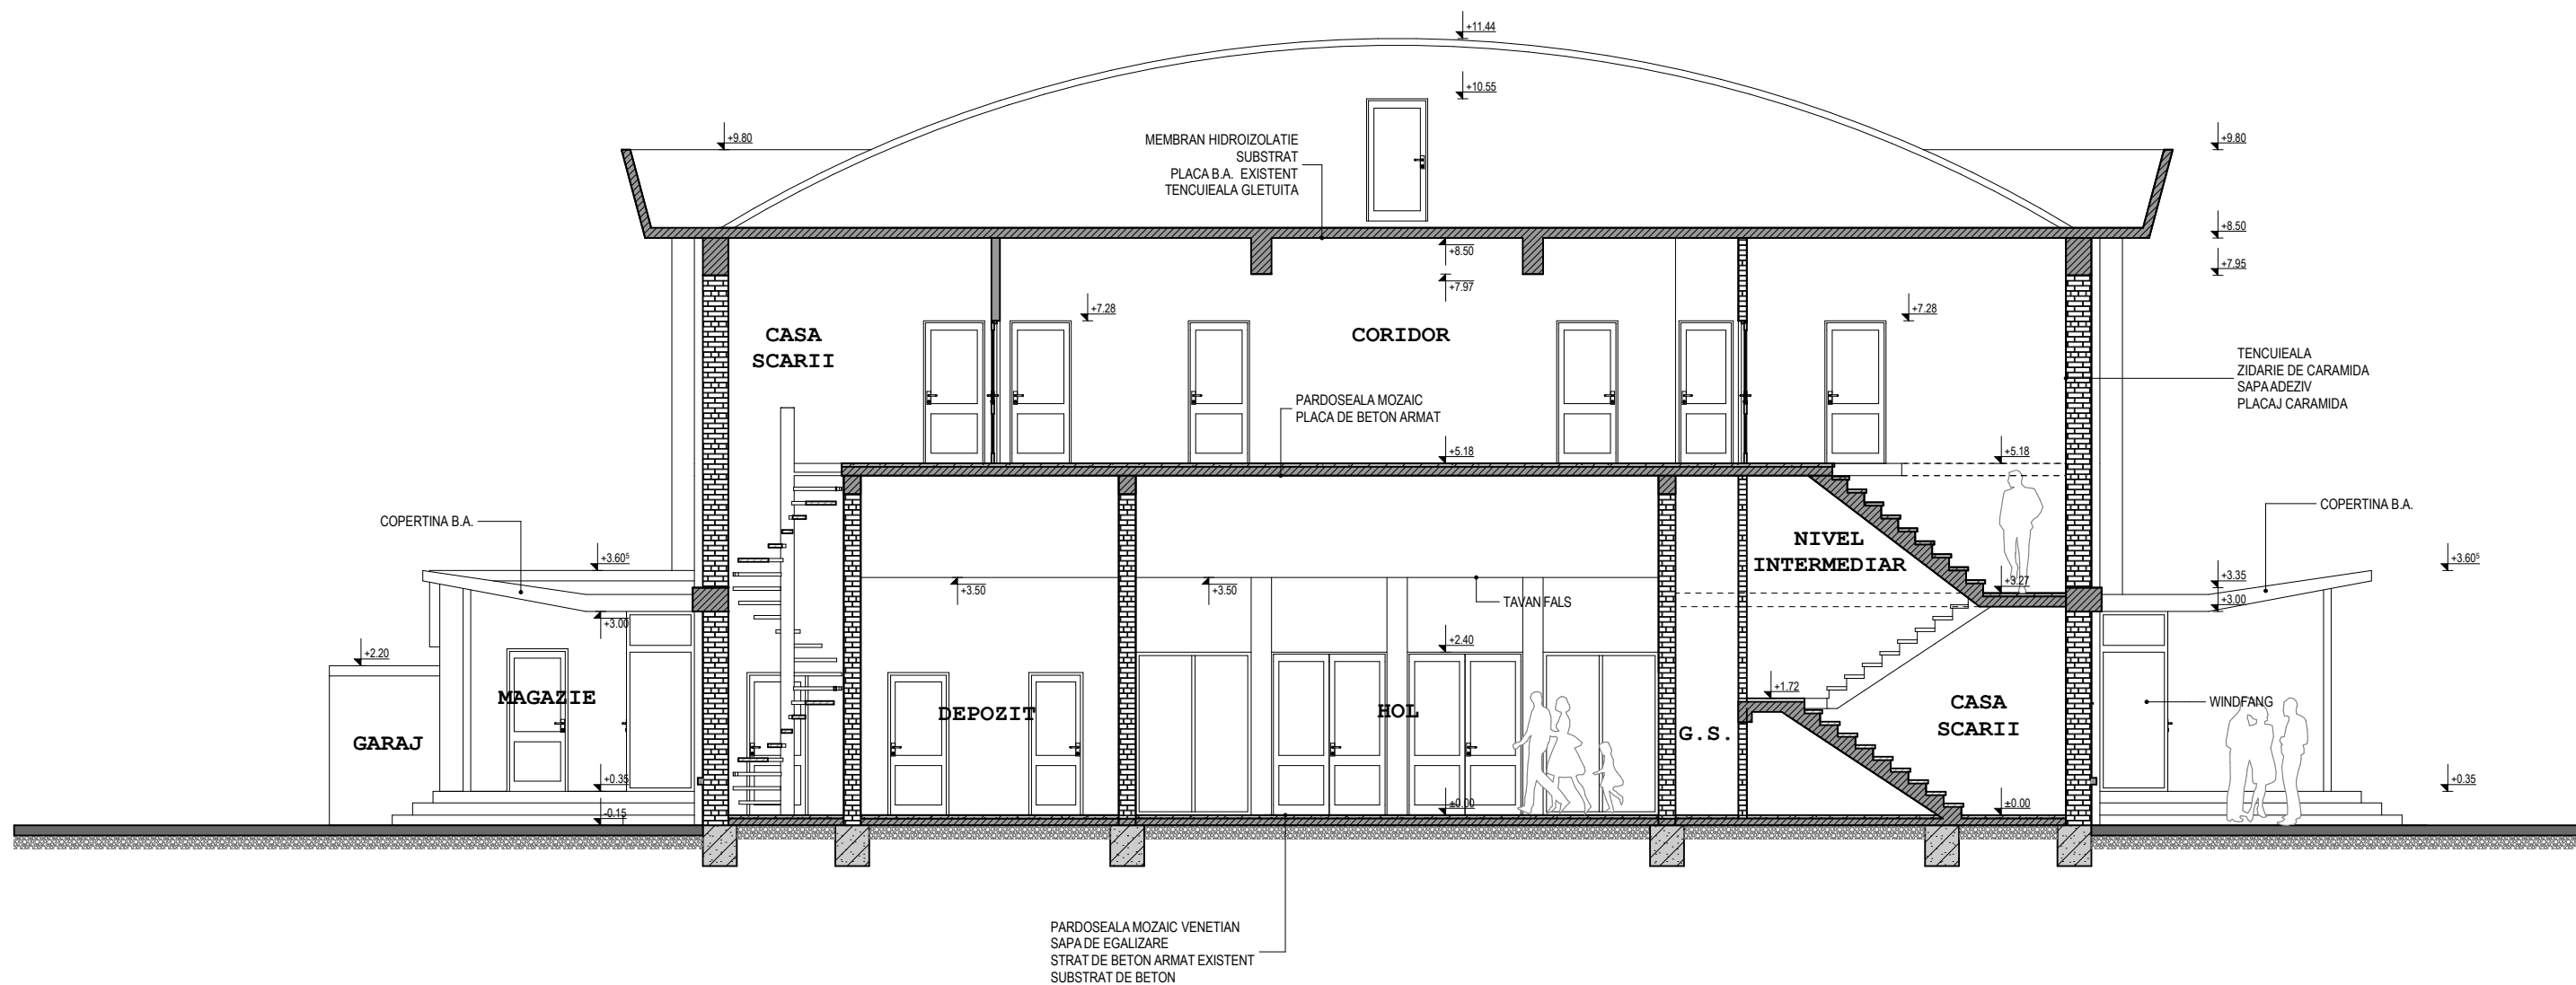 +11.44
+10.55
+9.80
+9.80
MEMBRAN HIDROIZOLATIE
SUBSTRAT
PLACA B.A. EXISTENT
TENCUIEALA GLETUITA
+8.50
+8.50
+7.95
+7.97
+7.28
+7.28
CASA
SCARII
CORIDOR
TENCUIEALA
ZIDARIE DE CARAMIDA
SAPA ADEZIV
PLACAJ CARAMIDA
PARDOSEALA MOZAIC
PLACA DE BETON ARMAT
+5.18
+5.18
COPERTINA B.A.
COPERTINA B.A.
NIVEL
INTERMEDIAR
+3.60⁵
+3.60⁵
+3.50
+3.50
+3.27
+3.35
+3.00
TAVAN FALS
+3.00
+2.40
+2.20
MAGAZIE
+1.72
DEPOZIT
HOL
CASA
SCARII
WINDFANG
G.S.
GARAJ
+0.35
+0.35
±0.00
±0.00
-0.15
PARDOSEALA MOZAIC VENETIAN
SAPA DE EGALIZARE
STRAT DE BETON ARMAT EXISTENT
SUBSTRAT DE BETON